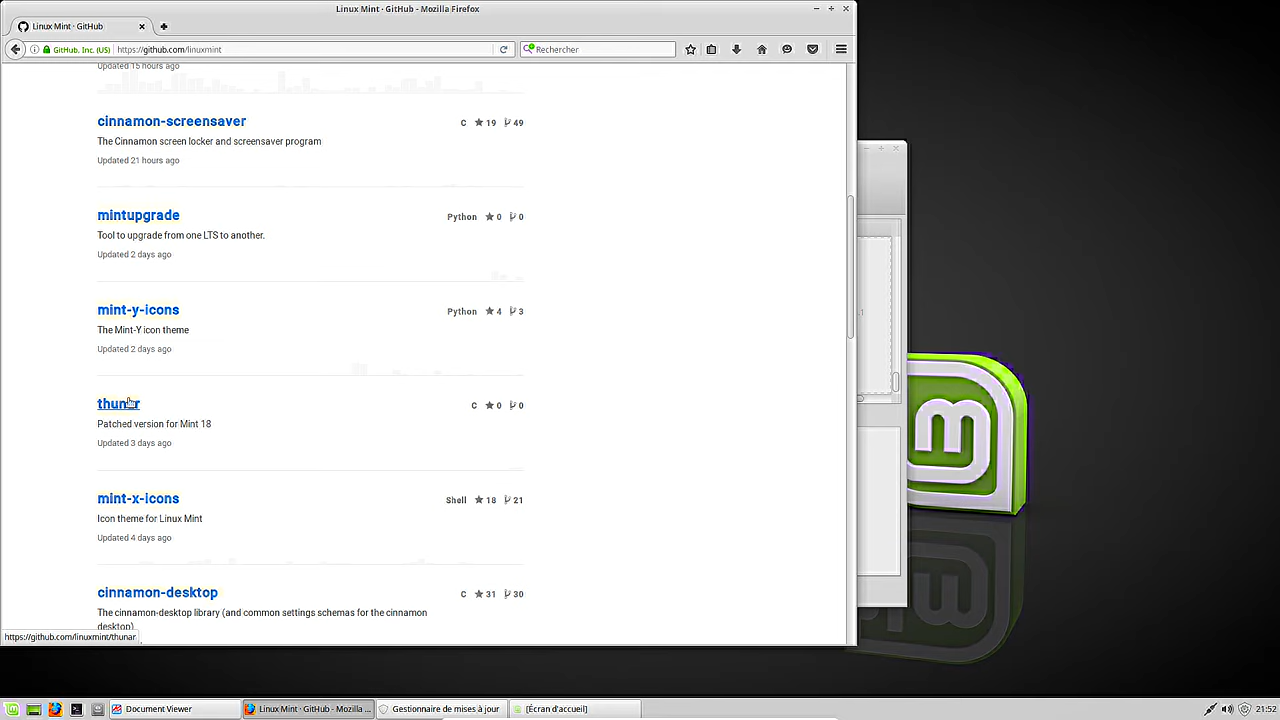 Linux Mint · GitHub - Mozilla Firefox
Linux Mint · GitHub
GitHub, Inc. (US) https://github.com/linuxmint Rechercher
Updated 15 hours ago
cinnamon-screensaver C 19 49
The Cinnamon screen locker and screensaver program
Updated 21 hours ago
mintupgrade Python 0 0
Tool to upgrade from one LTS to another.
Updated 2 days ago
mint-y-icons Python 4 3
The Mint-Y icon theme
Updated 2 days ago
thunar C 0 0
Patched version for Mint 18
Updated 3 days ago
mint-x-icons Shell 18 21
Icon theme for Linux Mint
Updated 4 days ago
cinnamon-desktop C 31 30
The cinnamon-desktop library (and common settings schemas for the cinnamon
desktop)
https://github.com/linuxmint/thunar
Document Viewer Linux Mint · GitHub - Mozilla ... Gestionnaire de mises à jour [Écran d'accueil] 21:52